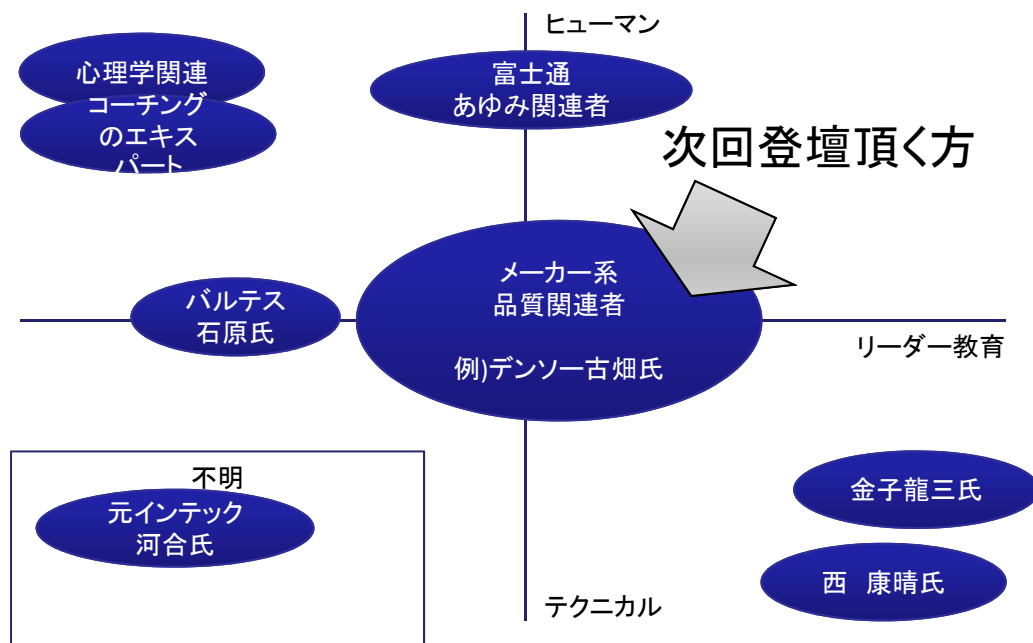 ヒューマン
心理学関連
コーチング
のエキス
パート
富士通
あゆみ関連者
次回登壇頂く方
メーカー系
品質関連者
例)デンソー古畑氏
バルテス
石原氏
リーダー教育
不明
元インテック
河合氏
金子龍三氏
西　康晴氏
テクニカル